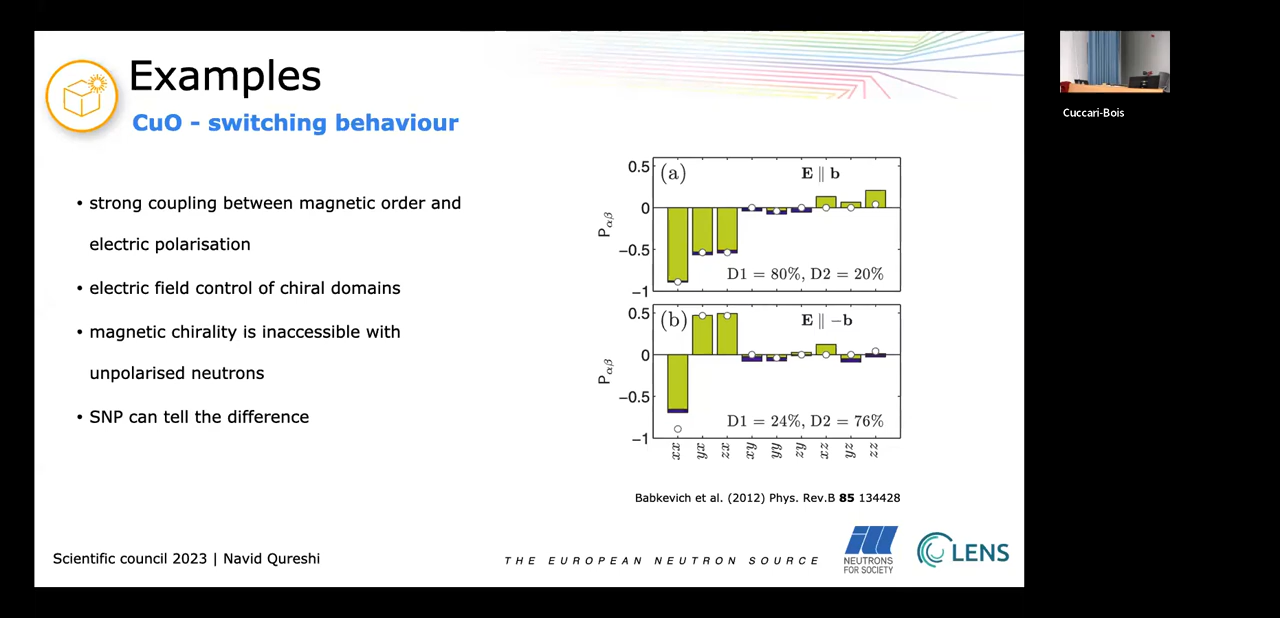 Examples
CuO - switching behaviour
• strong coupling between magnetic order and
electric polarisation
• electric field control of chiral domains
• magnetic chirality is inaccessible with
unpolarised neutrons
• SNP can tell the difference
(a)
E ∥ b
0.5
0
−0.5
−1
Pαβ
D1 = 80%, D2 = 20%
(b)
E ∥ −b
0.5
0
−0.5
−1
Pαβ
D1 = 24%, D2 = 76%
xx yx zx xy yy zy xz yz zz
Babkevich et al. (2012) Phys. Rev.B 85 134428
Scientific council 2023 | Navid Qureshi
THE EUROPEAN NEUTRON SOURCE
ill
NEUTRONS
FOR SOCIETY
LENS
Cuccari-Bois